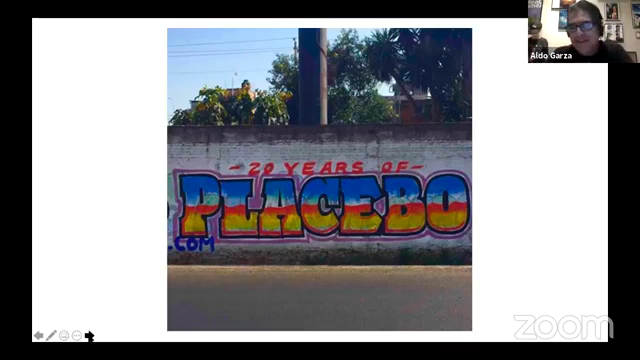 Aldo Garza
- 20 YEARS OF -
PLACEBO
.COM
zoom